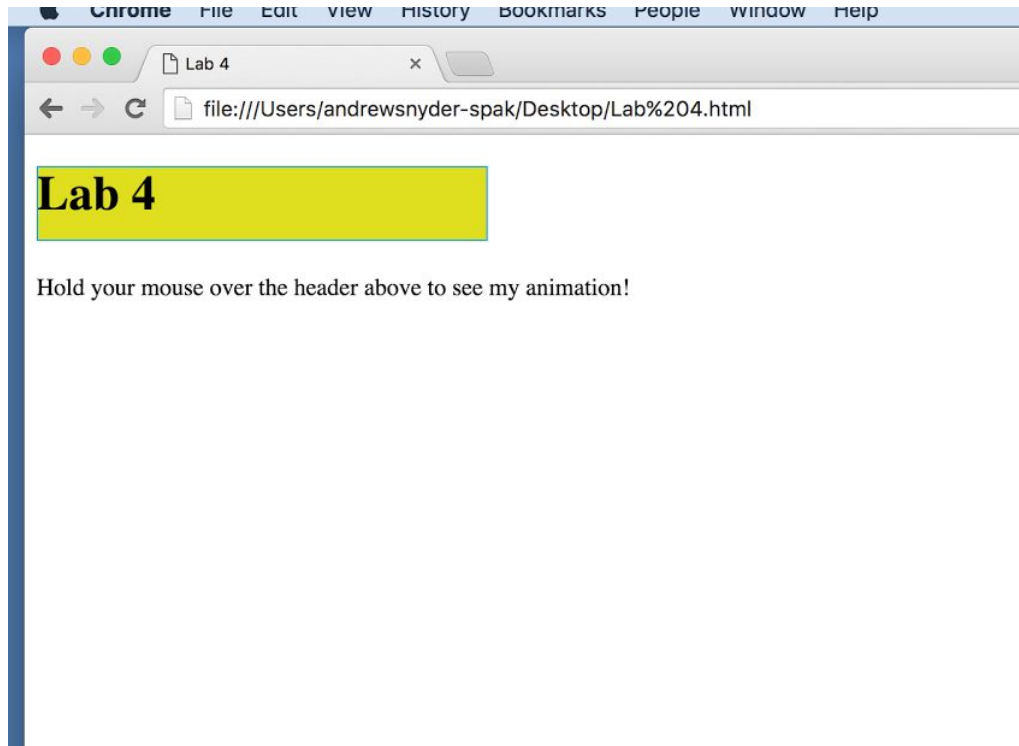 Chrome File Edit View History Bookmarks People Window Help
Lab 4
file:///Users/andrewsnyder-spak/Desktop/Lab%204.html
Lab 4
Hold your mouse over the header above to see my animation!